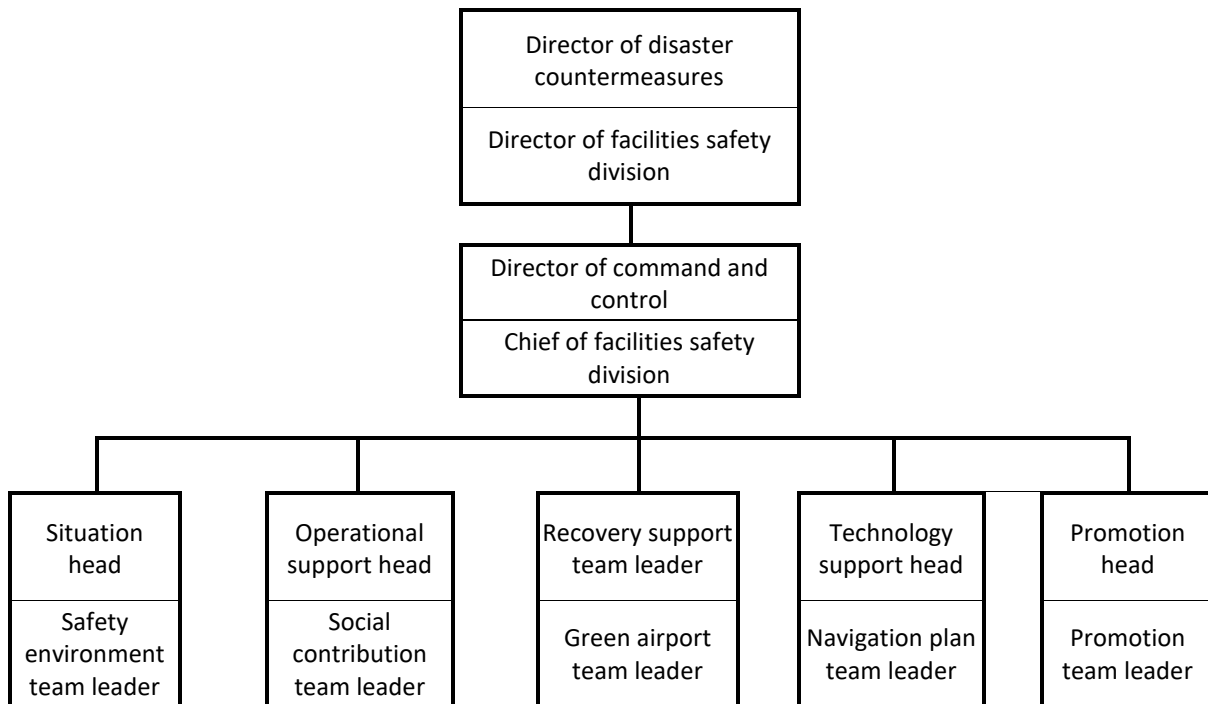 Director of disaster
countermeasures
Director of facilities safety
division
Director of command and
control
Chief of facilities safety
division
Situation
head
Safety
environment
team leader
Operational
support head
Social
contribution
team leader
Recovery support
team leader
Green airport
team leader
Technology
support head
Navigation plan
team leader
Promotion
head
Promotion
team leader